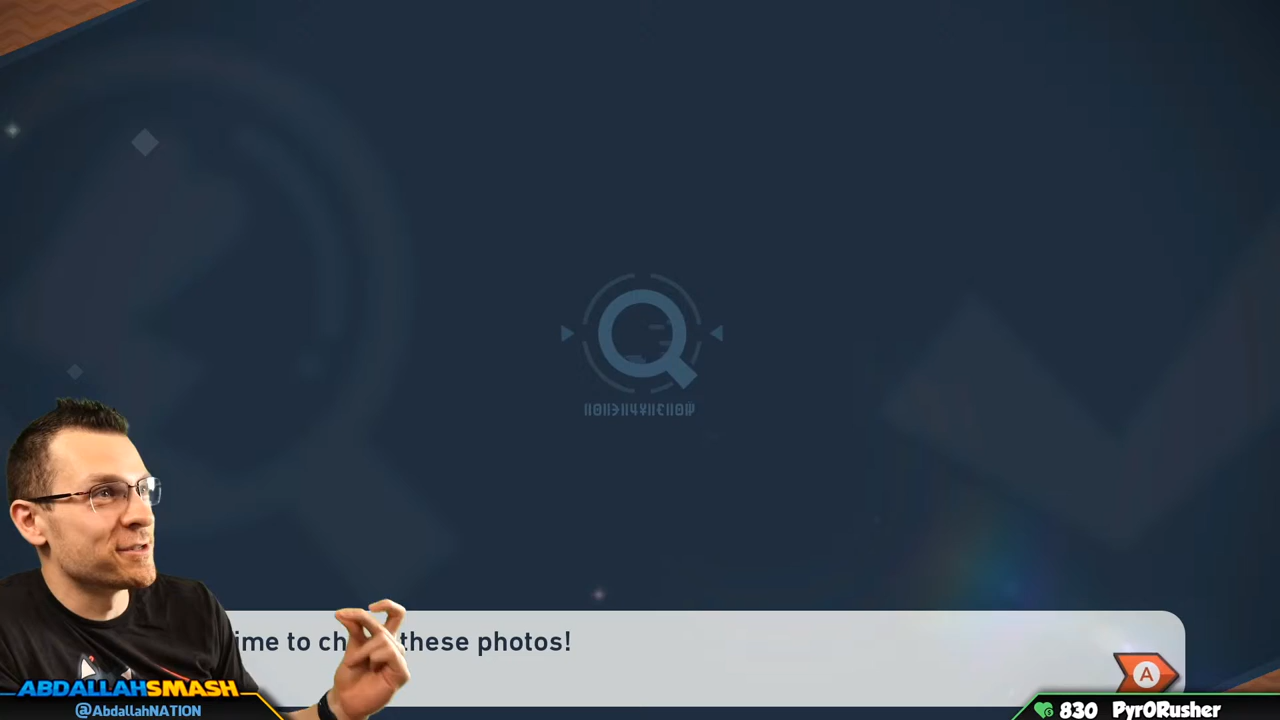 ime to ch these photos!
A
ABDALLAHSMASH
@AbdallahNATION
830 PyrORusher